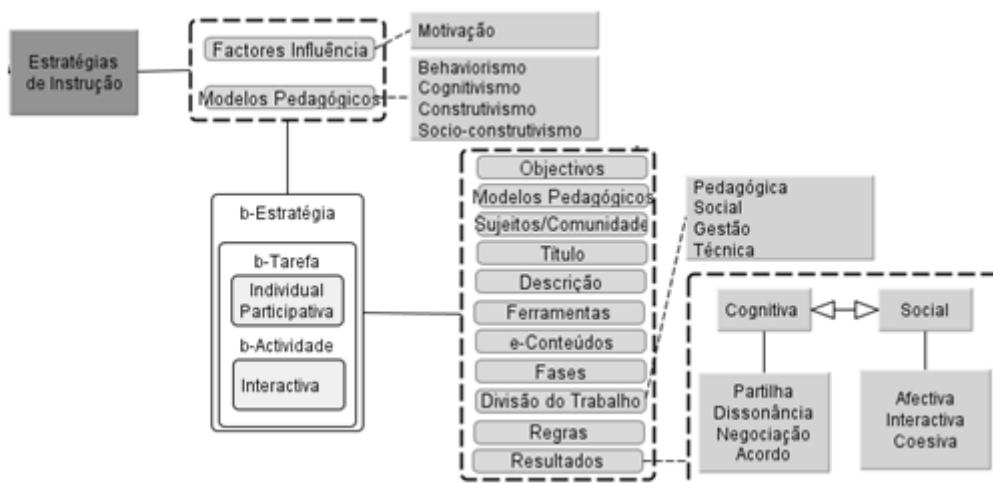 Estratégias
de Instrução
Factores Influência
Modelos Pedagógicos
Motivação
Behaviorismo
Cognitivismo
Construtivismo
Socio-construtivismo
b-Estratégia
b-Tarefa
Individual
Participativa
b-Actividade
Interactiva
Objectivos
Modelos Pedagógicos
Sujeitos/Comunidade
Título
Descrição
Ferramentas
e-Conteúdos
Fases
Divisão do Trabalho
Regras
Resultados
Pedagógica
Social
Gestão
Técnica
Cognitiva
Social
Partilha
Dissonância
Negociação
Acordo
Afectiva
Interactiva
Coesiva